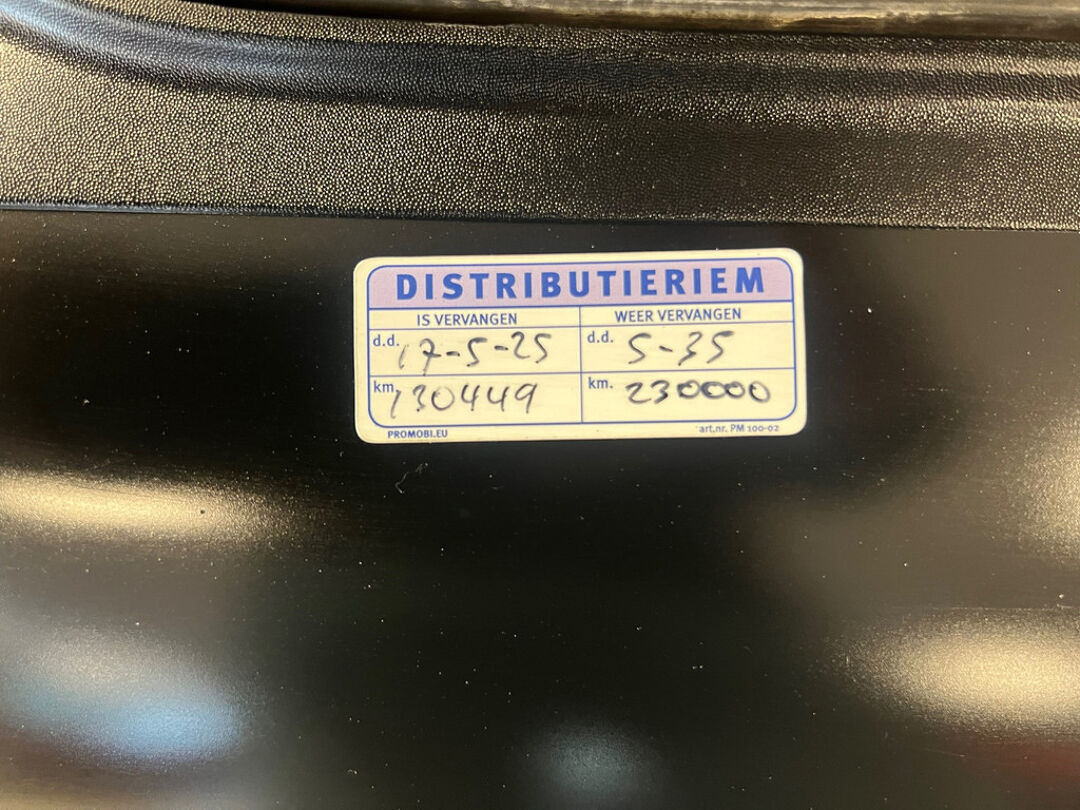 DISTRIBUTIERIEM
IS VERVANGEN WEER VERVANGEN
d.d. 17-5-25 d.d. 5-35
km. 130449 km. 230000
PROMOBI.EU art.nr. PM 100-02